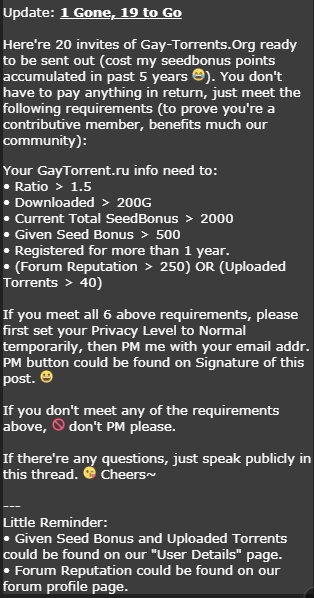 Update: 1 Gone, 19 to Go
Here're 20 invites of Gay-Torrents.Org ready
to be sent out (cost my seedbonus points
accumulated in past 5 years 😅). You don't
have to pay anything in return, just meet the
following requirements (to prove you're a
contributive member, benefits much our
community):
Your GayTorrent.ru info need to:
• Ratio > 1.5
• Downloaded > 200G
• Current Total SeedBonus > 2000
• Given Seed Bonus > 500
• Registered for more than 1 year.
• (Forum Reputation > 250) OR (Uploaded
Torrents > 40)
If you meet all 6 above requirements, please
first set your Privacy Level to Normal
temporarily, then PM me with your email addr.
PM button could be found on Signature of this
post. 😀
If you don't meet any of the requirements
above, 🚫 don't PM please.
If there're any questions, just speak publicly in
this thread. 😘 Cheers~
---
Little Reminder:
• Given Seed Bonus and Uploaded Torrents
could be found on our "User Details" page.
• Forum Reputation could be found on our
forum profile page.